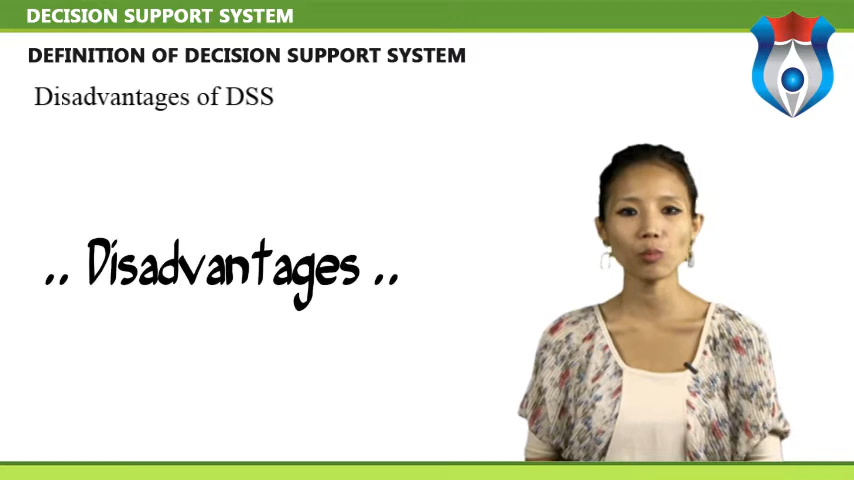 DECISION SUPPORT SYSTEM
DEFINITION OF DECISION SUPPORT SYSTEM
Disadvantages of DSS
.. Disadvantages ..